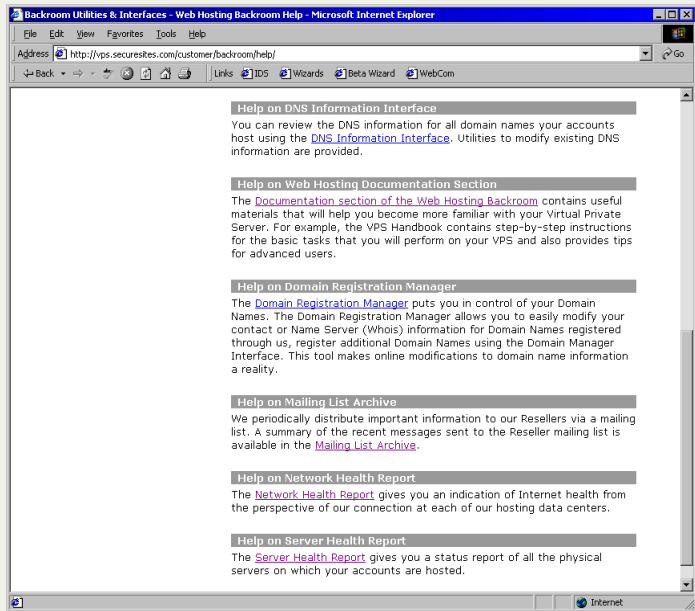 Backroom Utilities & Interfaces - Web Hosting Backroom Help - Microsoft Internet Explorer
File Edit View Favorites Tools Help
Address http://vps.securesites.com/customer/backroom/help/ Go
Back Links IDS Wizards Beta Wizard WebCom
Help on DNS Information Interface
You can review the DNS information for all domain names your accounts
host using the DNS Information Interface. Utilities to modify existing DNS
information are provided.
Help on Web Hosting Documentation Section
The Documentation section of the Web Hosting Backroom contains useful
materials that will help you become more familiar with your Virtual Private
Server. For example, the VPS Handbook contains step-by-step instructions
for the basic tasks that you will perform on your VPS and also provides tips
for advanced users.
Help on Domain Registration Manager
The Domain Registration Manager puts you in control of your Domain
Names. The Domain Registration Manager allows you to easily modify your
contact or Name Server (Whois) information for Domain Names registered
through us, register additional Domain Names using the Domain Manager
Interface. This tool makes online modifications to domain name information
a reality.
Help on Mailing List Archive
We periodically distribute important information to our Resellers via a mailing
list. A summary of the recent messages sent to the Reseller mailing list is
available in the Mailing List Archive.
Help on Network Health Report
The Network Health Report gives you an indication of Internet health from
the perspective of our connection at each of our hosting data centers.
Help on Server Health Report
The Server Health Report gives you a status report of all the physical
servers on which your accounts are hosted.
Internet